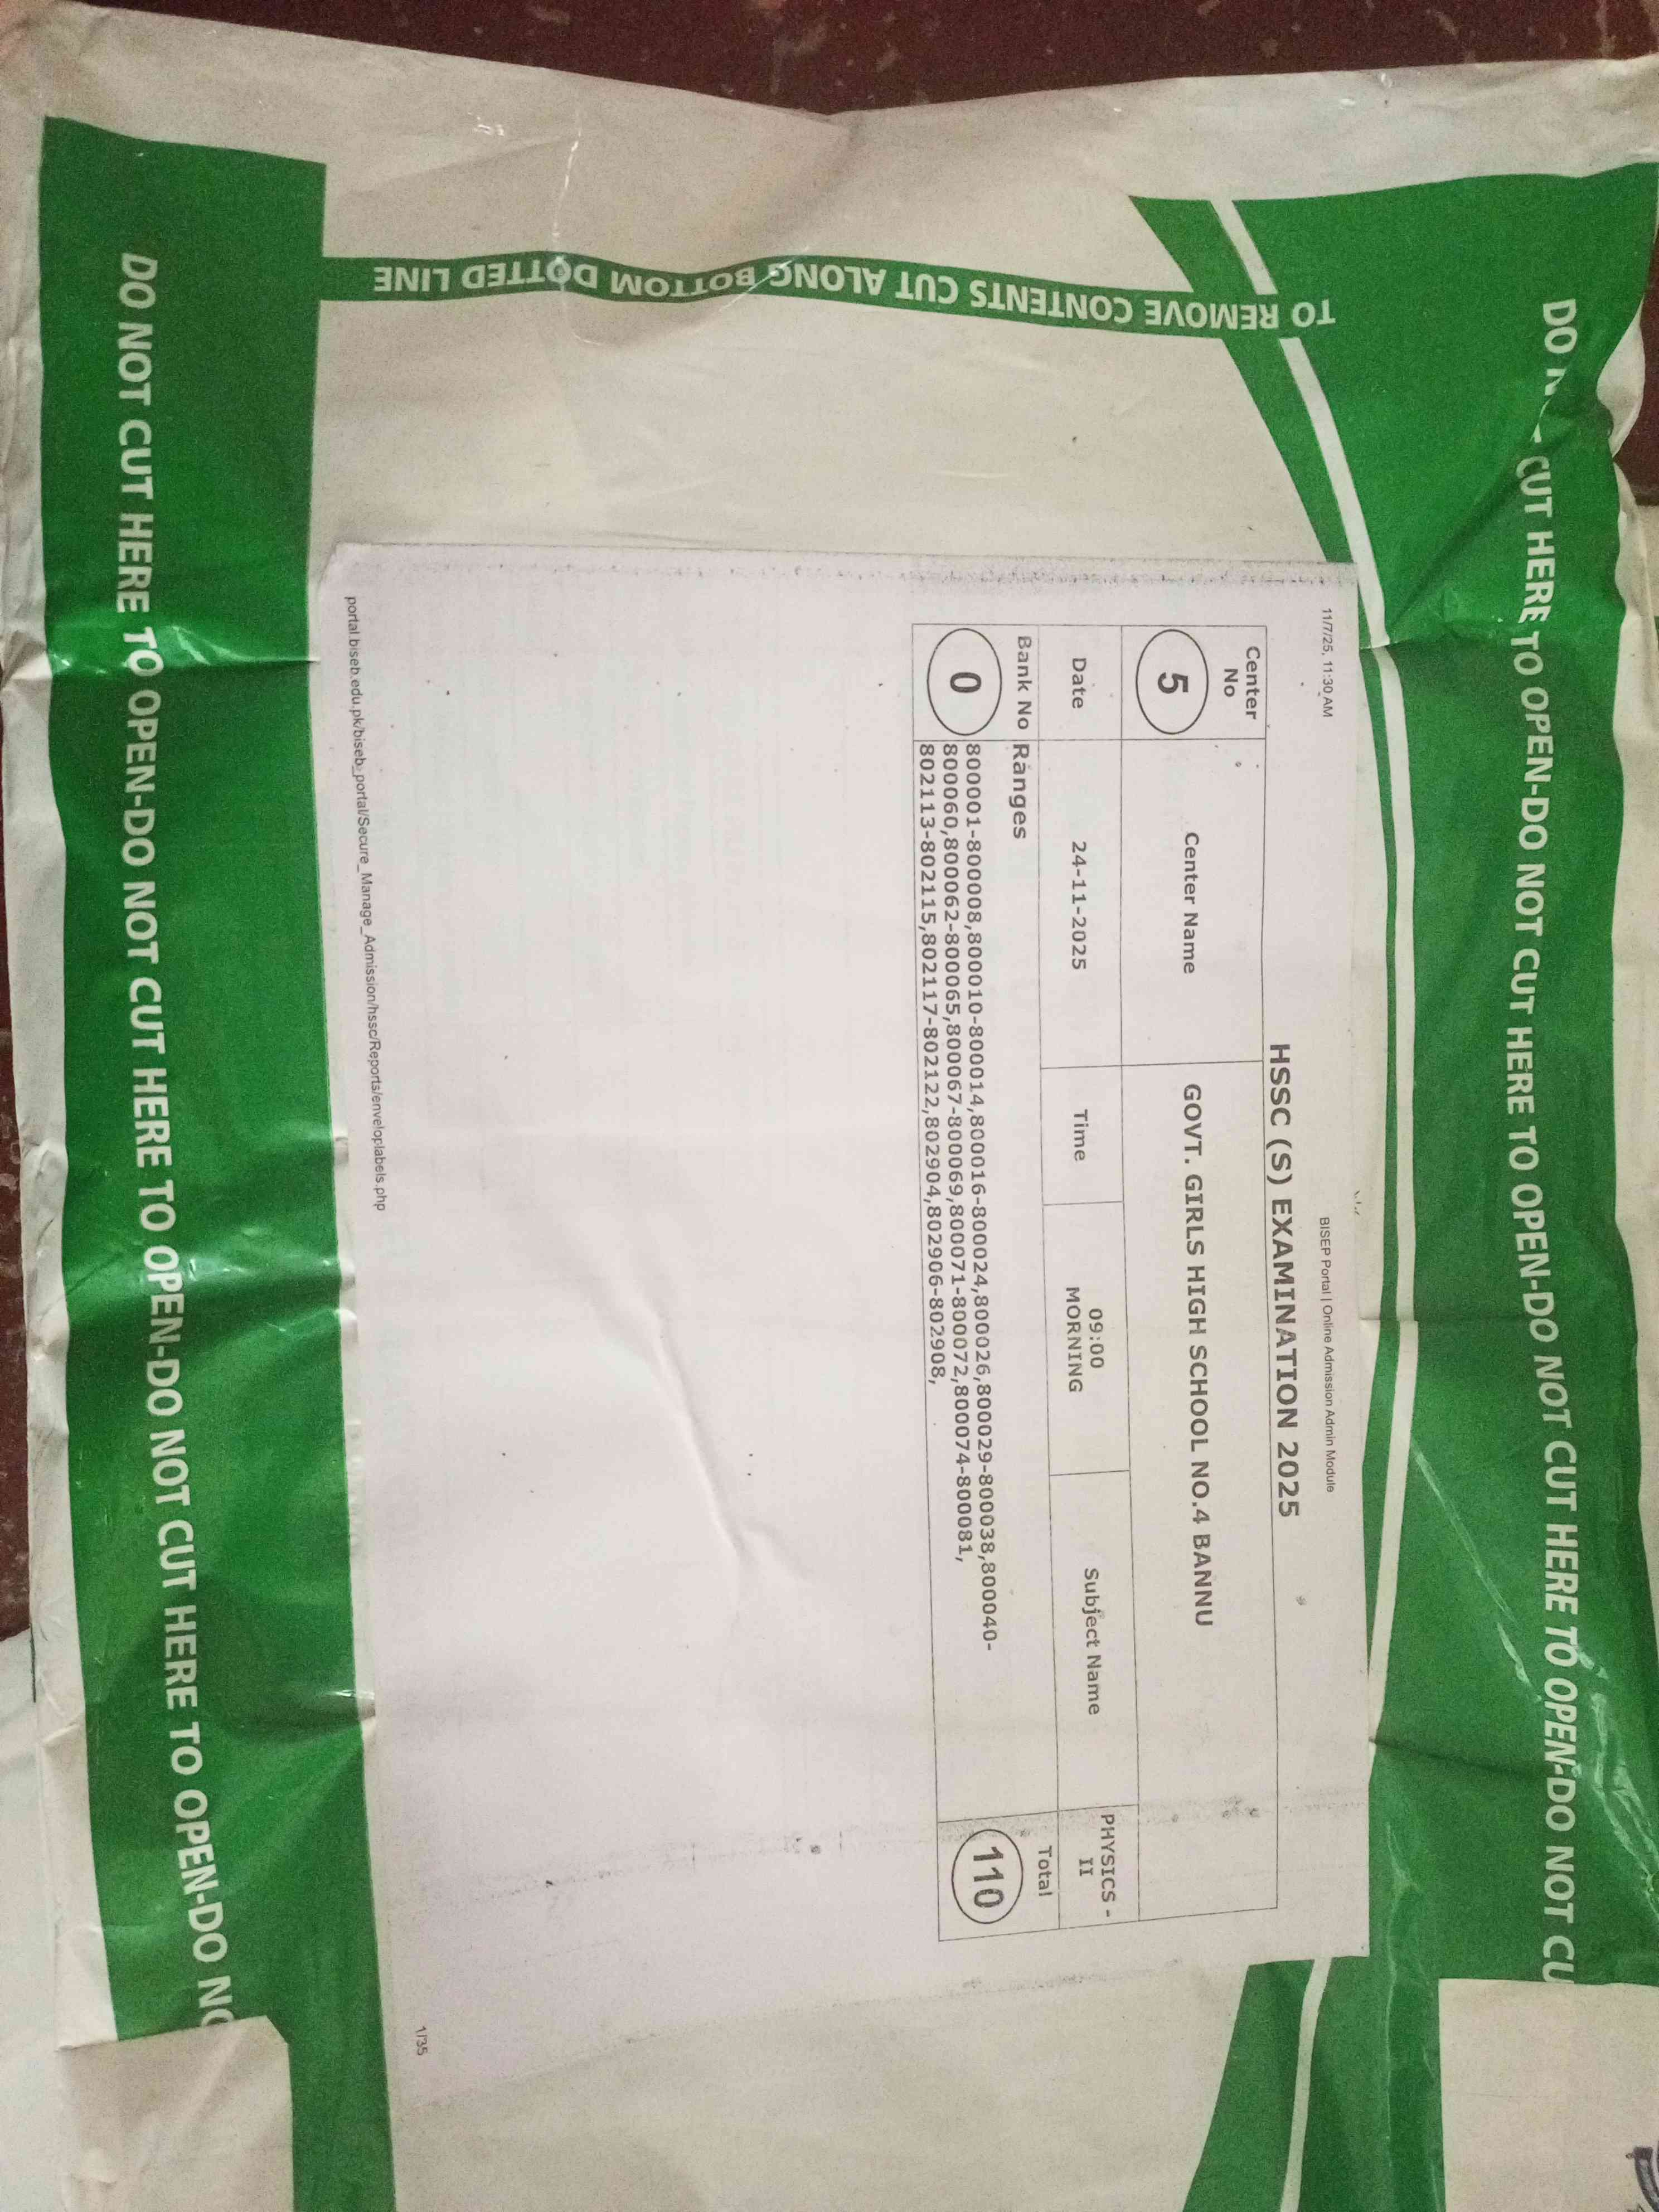 TO REMOVE CONTENTS CUT ALONG BOTTOM DOTTED LINE
CUT HERE TO OPEN-DO NOT CUT HERE TO OPEN-DO NOT CUT HERE TO OPEN-DO NOT CU
11/7/25, 11:30 AM
BISEP Portal | Online Admission Admin Module
HSSC (S) EXAMINATION 2025
Center No
Center Name
GOVT. GIRLS HIGH SCHOOL NO.4 BANNU
5
Date
24-11-2025
Time
09:00 MORNING
Subject Name
PHYSICS - II
Bank No
Ranges
Total
0
800001-800008,800010-800014,800016-800024,800026,800029-800038,800040-
800060,800062-800065,800067-800069,800071-800072,800074-800081,
802113-802115,802117-802122,802904,802906-802908,
110
portal.biseb.edu.pk/biseb_portal/Secure_Manage_Admission/hssc/Reports/enveloplabels.php
1/35
DO NOT CUT HERE TO OPEN-DO NOT CUT HERE TO OPEN-DO NOT CUT HERE TO OPEN-DO NO